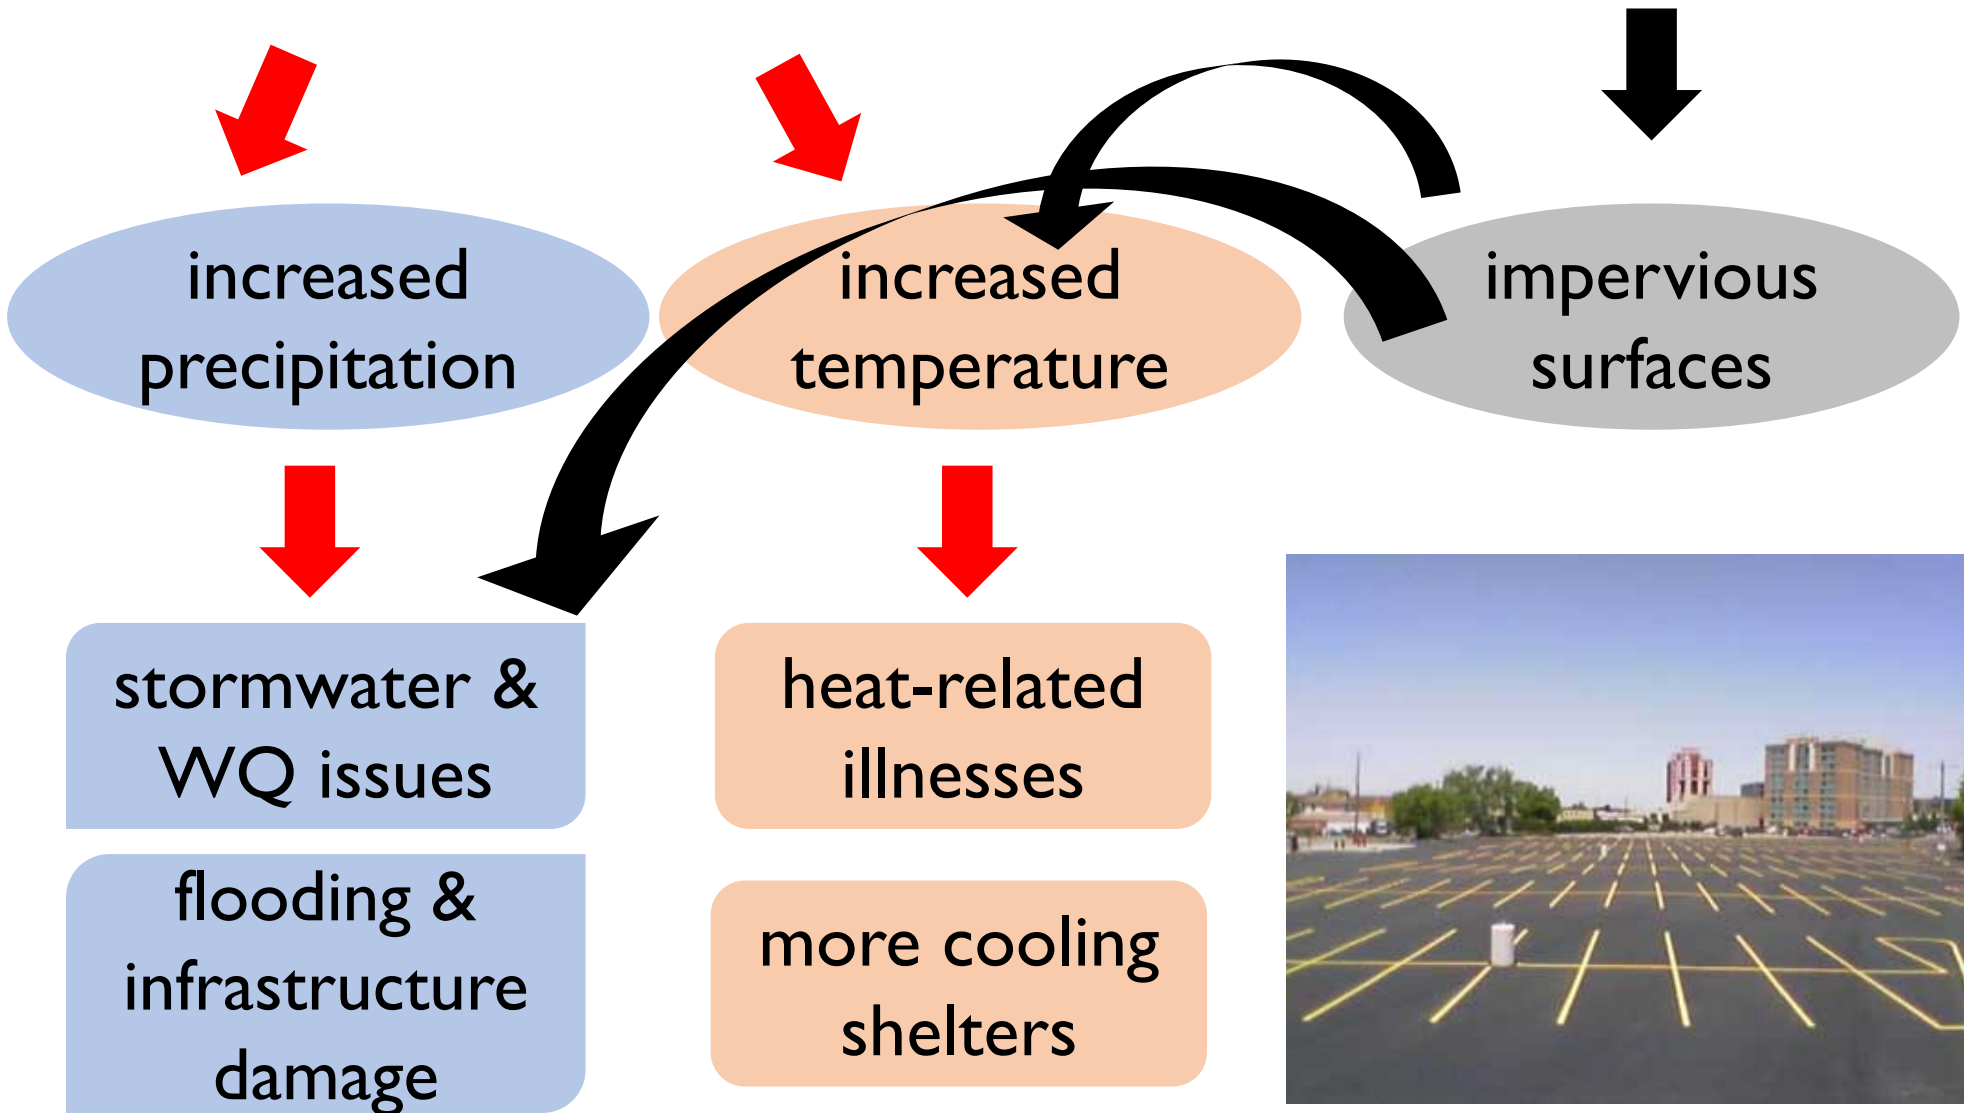 increased
precipitation
increased
temperature
impervious
surfaces
stormwater &
WQ issues
heat-related
illnesses
flooding &
infrastructure
damage
more cooling
shelters